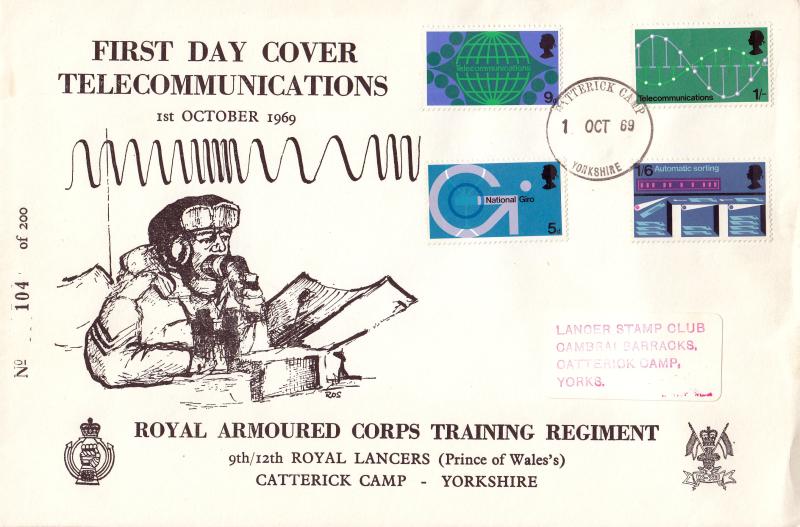 FIRST DAY COVER
TELECOMMUNICATIONS
1st OCTOBER 1969
Telecommunications
9d
Telecommunications
1/-
CATTERICK CAMP
1 OCT 69
YORKSHIRE
National Giro
5d
1/6 Automatic sorting
No 104 of 200
ROS
LANCER STAMP CLUB
CAMBRAI BARRACKS,
CATTERICK CAMP,
YORKS.
ROYAL ARMOURED CORPS TRAINING REGIMENT
9th/12th ROYAL LANCERS (Prince of Wales's)
CATTERICK CAMP - YORKSHIRE